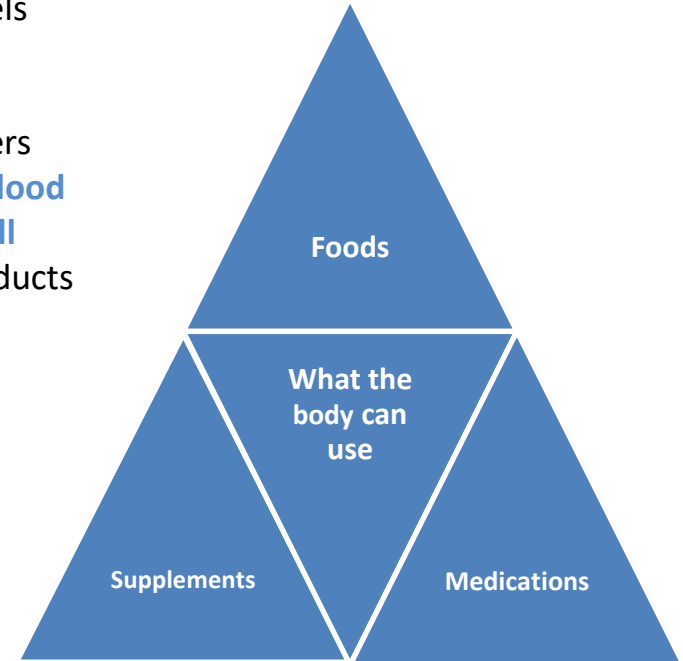 els
ers
lood
ll
ducts
Foods
What the
body can
use
Supplements
Medications